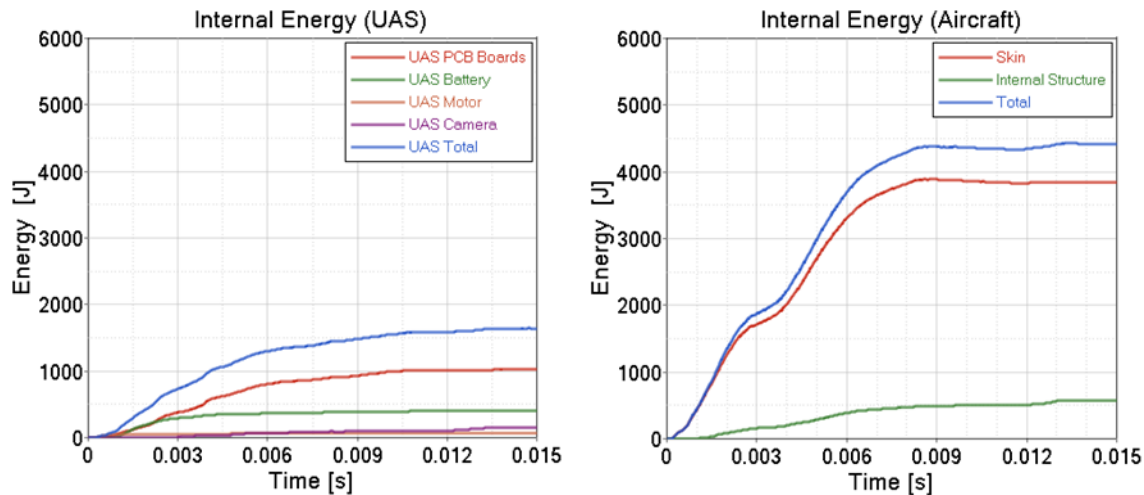 Internal Energy (UAS)
6000
5000
4000
3000
2000
1000
0
Energy [J]
UAS PCB Boards
UAS Battery
UAS Motor
UAS Camera
UAS Total
0 0.003 0.006 0.009 0.012 0.015
Time [s]
Internal Energy (Aircraft)
6000
5000
4000
3000
2000
1000
0
Energy [J]
Skin
Internal Structure
Total
0 0.003 0.006 0.009 0.012 0.015
Time [s]